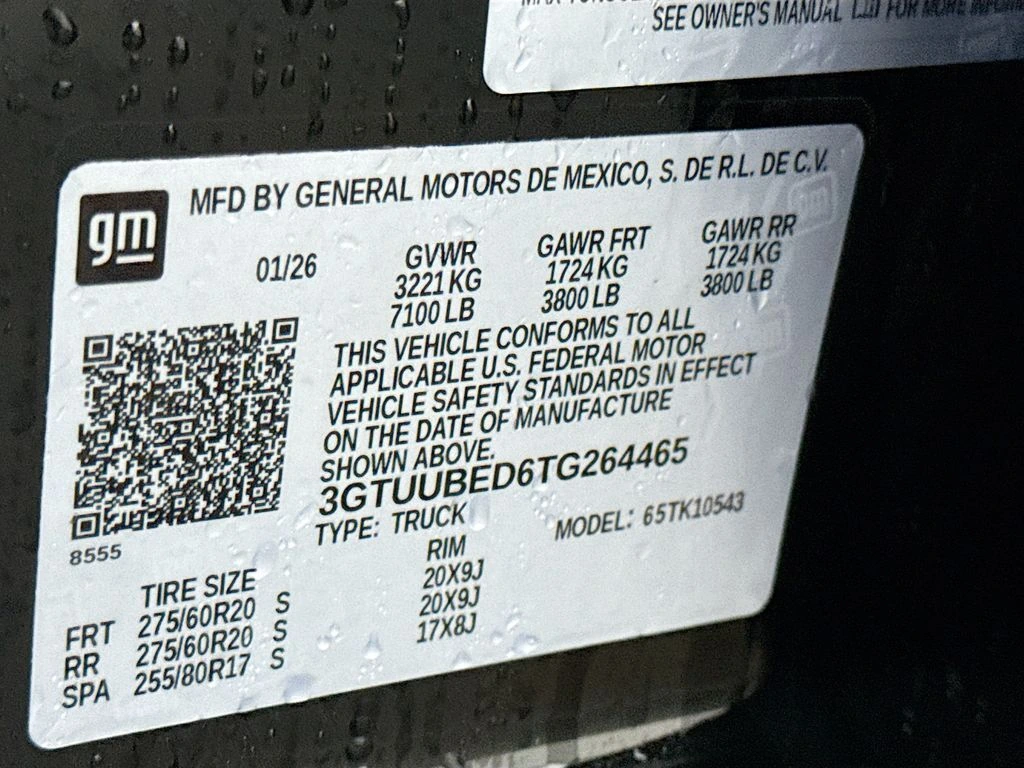 SEE OWNER'S MANUAL FOR MORE
gm
MFD BY GENERAL MOTORS DE MEXICO, S. DE R.L. DE C.V.
01/26 GVWR GAWR FRT GAWR RR
3221 KG 1724 KG 1724 KG
7100 LB 3800 LB 3800 LB
THIS VEHICLE CONFORMS TO ALL
APPLICABLE U.S. FEDERAL MOTOR
VEHICLE SAFETY STANDARDS IN EFFECT
ON THE DATE OF MANUFACTURE
SHOWN ABOVE.
3GTUUBED6TG264465
TYPE: TRUCK MODEL: 65TK10543
8555
TIRE SIZE RIM
FRT 275/60R20 S 20X9J
RR 275/60R20 S 20X9J
SPA 255/80R17 S 17X8J